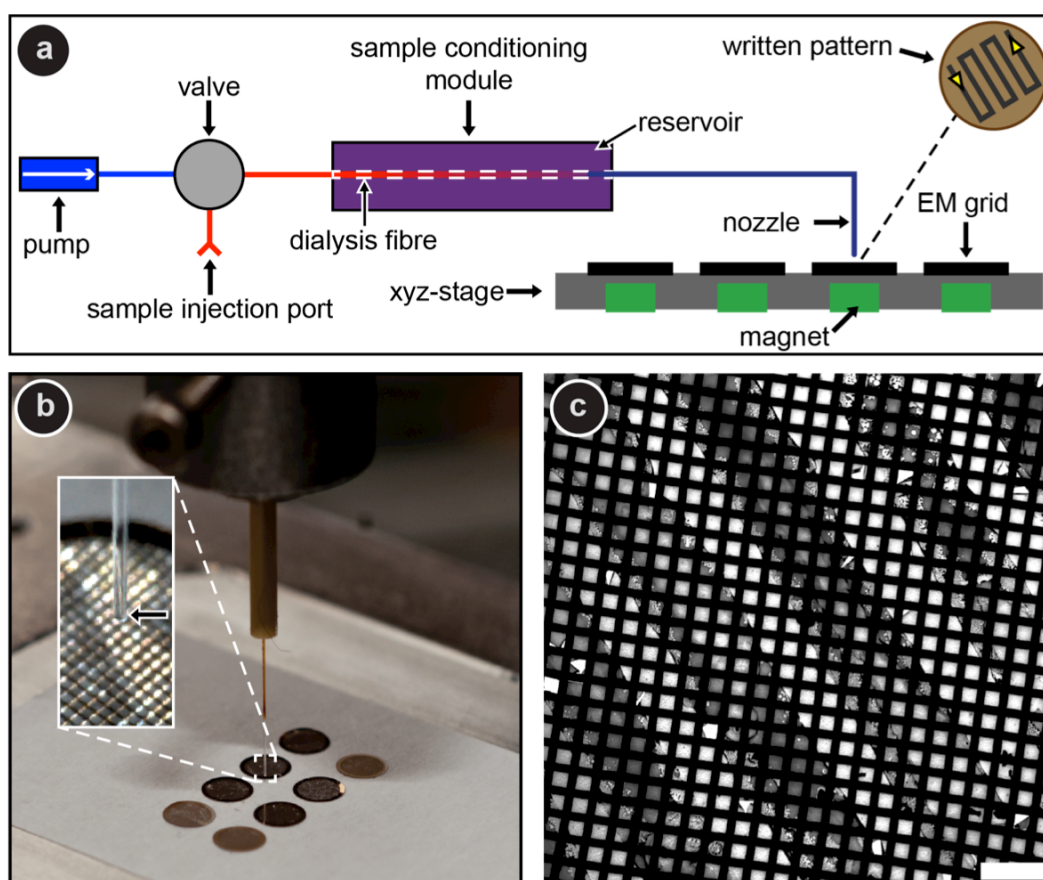 a
sample conditioning
module
written pattern
valve
reservoir
pump
dialysis fibre
nozzle
EM grid
sample injection port
xyz-stage
magnet
b
c